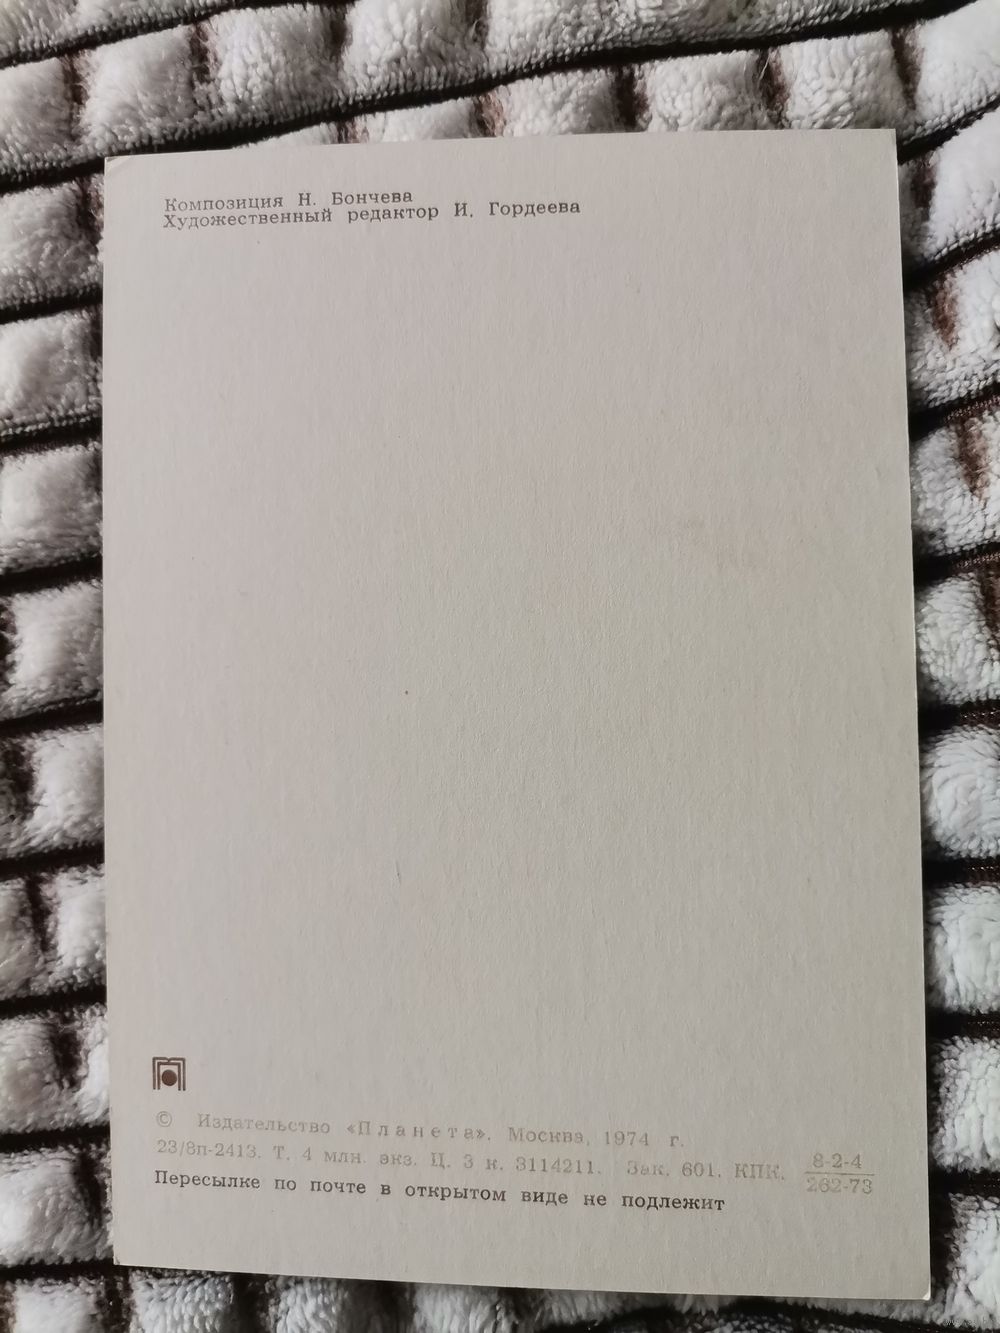 Композиция Н. Бончева
Художественный редактор И. Гордеева
© Издательство «Планета». Москва, 1974 г.
23/8п-2413. Т. 4 млн. экз. Ц. 3 к. 3114211. Зак. 601. КПК. 8-2-4
262-73
Пересылке по почте в открытом виде не подлежит